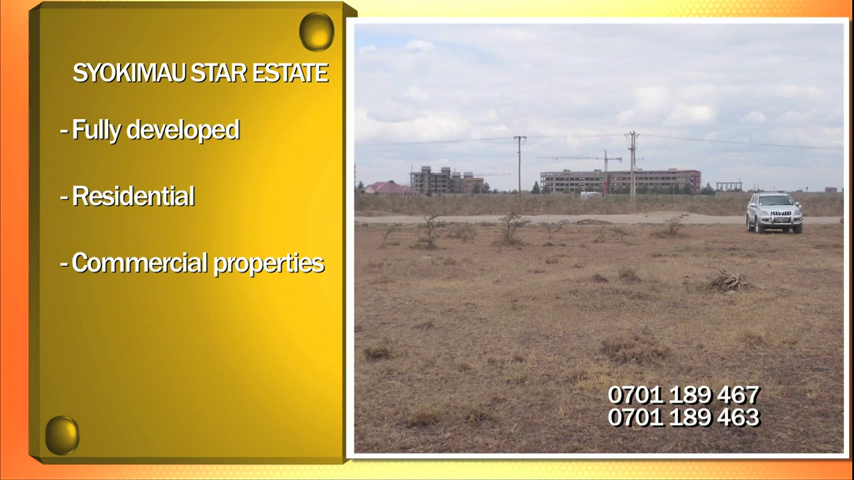 SYOKIMAU STAR ESTATE
- Fully developed
- Residential
- Commercial properties
0701 189 467
0701 189 463